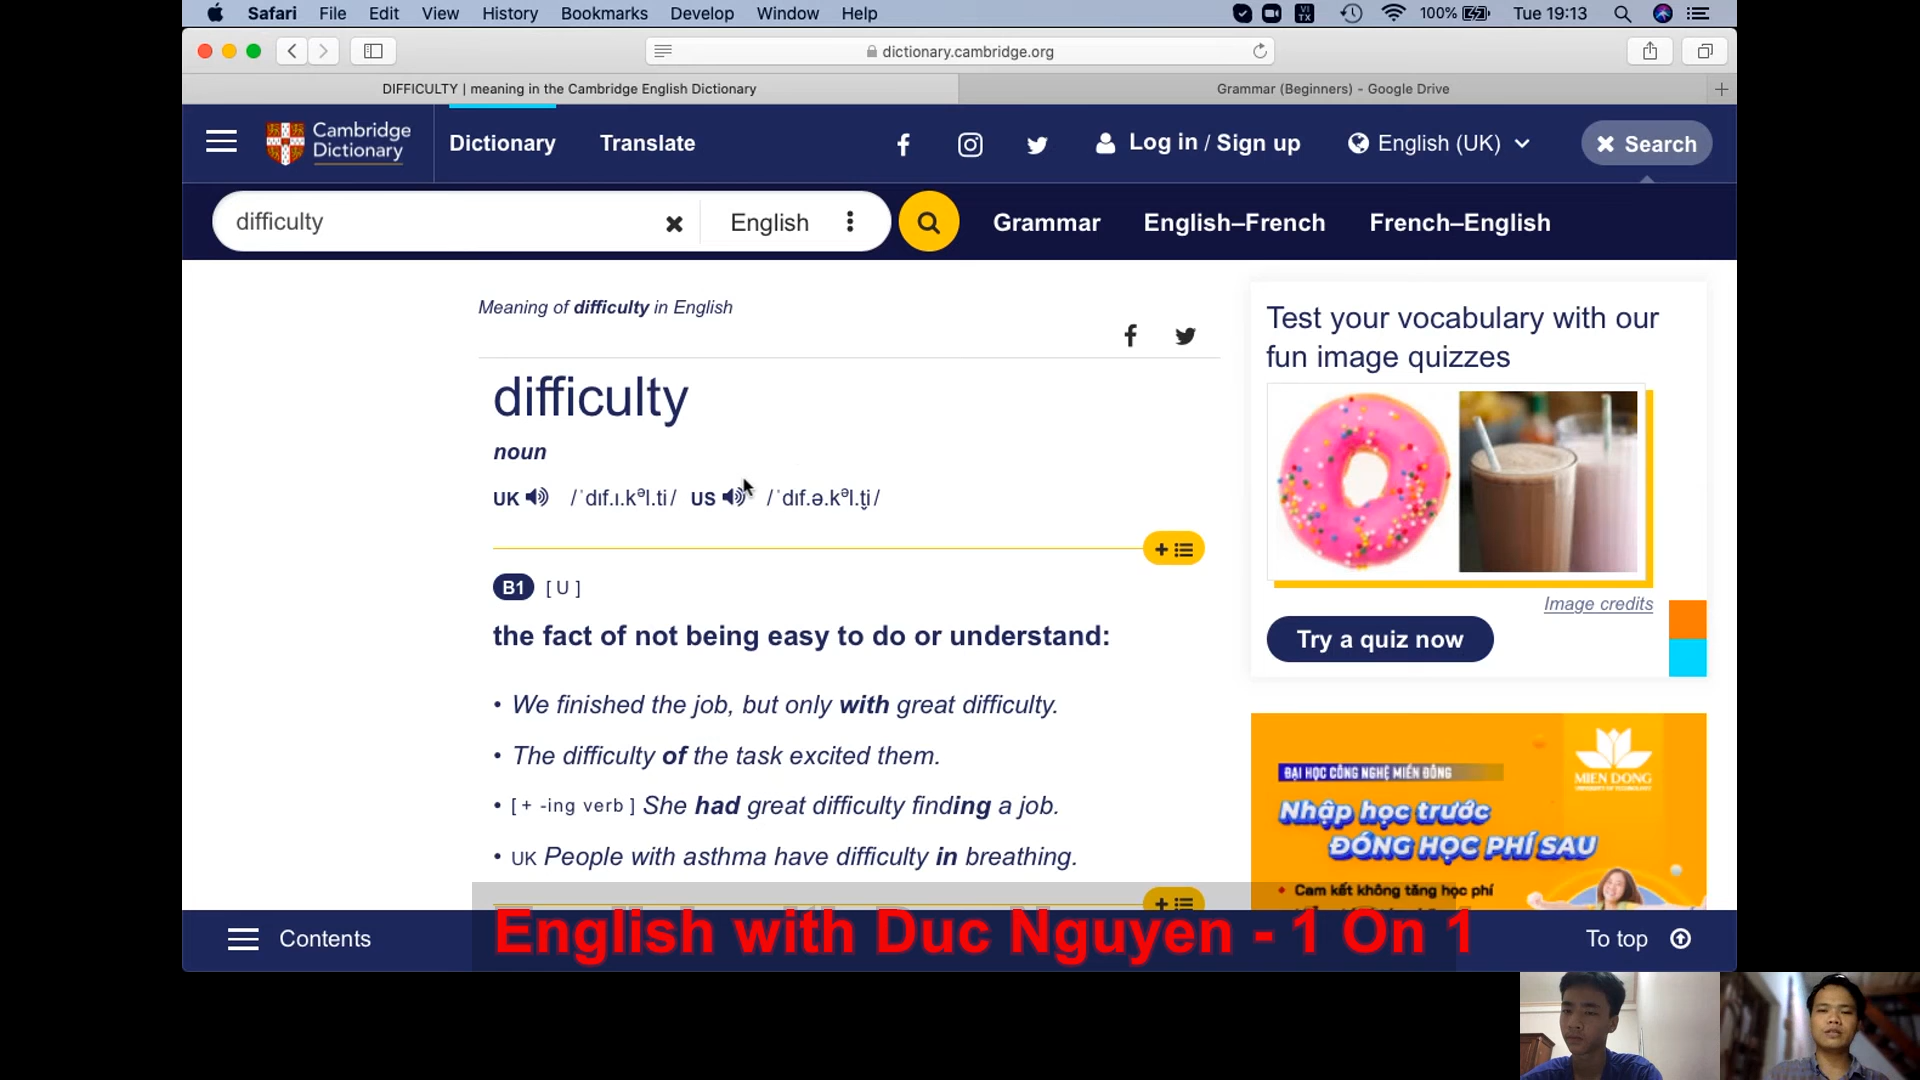 Safari File Edit View History Bookmarks Develop Window Help
VI
TX
100%
Tue 19:13
dictionary.cambridge.org
DIFFICULTY | meaning in the Cambridge English Dictionary
Grammar (Beginners) - Google Drive
Cambridge
Dictionary
Dictionary Translate
Log in / Sign up
English (UK)
Search
difficulty
English
Grammar English–French French–English
Meaning of difficulty in English
difficulty
noun
UK /ˈdɪf.ɪ.kᵊl.ti/ US /ˈdɪf.ə.kᵊl.t̬i/
B1 [ U ]
the fact of not being easy to do or understand:
• We finished the job, but only with great difficulty.
• The difficulty of the task excited them.
• [ + -ing verb ] She had great difficulty finding a job.
• UK People with asthma have difficulty in breathing.
Test your vocabulary with our
fun image quizzes
Image credits
Try a quiz now
MIEN DONG
ĐẠI HỌC CÔNG NGHỆ MIỀN ĐÔNG
Nhập học trước
ĐÓNG HỌC PHÍ SAU
Cam kết không tăng học phí
Contents
English with Duc Nguyen - 1 On 1
To top